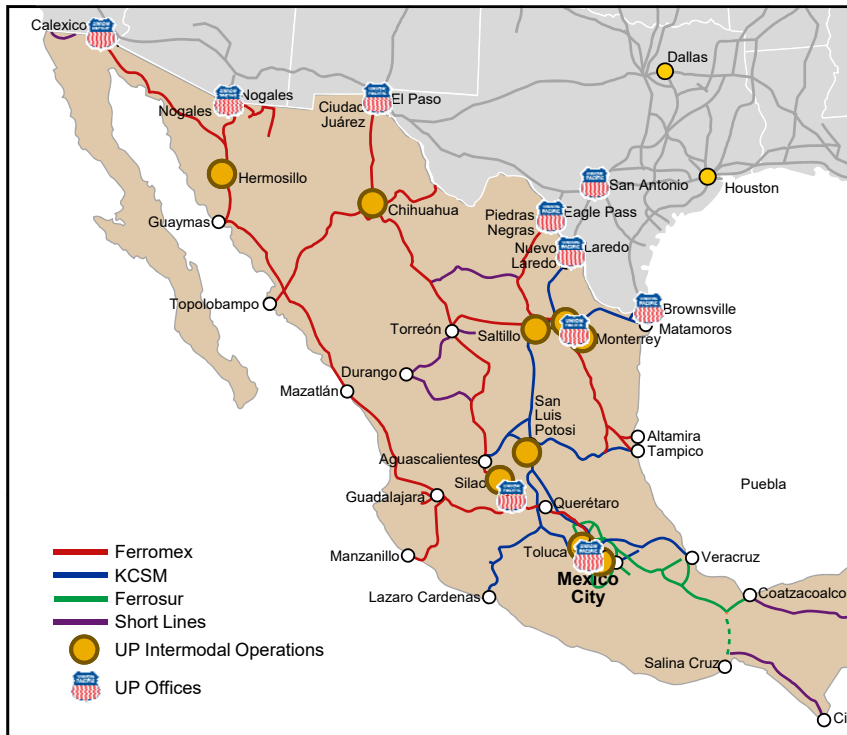 Calexico
Dallas
Nogales
Nogales
El Paso
Ciudad
Juárez
Hermosillo
San Antonio
Houston
Chihuahua
Piedras
Negras
Eagle Pass
Guaymas
Nuevo
Laredo
Laredo
Topolobampo
Brownsville
Matamoros
Torreón
Saltillo
Monterrey
Durango
Mazatlán
San
Luis
Potosi
Altamira
Tampico
Aguascalientes
Silao
Puebla
Guadalajara
Querétaro
Ferromex
KCSM
Ferrosur
Short Lines
UP Intermodal Operations
UP Offices
Manzanillo
Toluca
Veracruz
Mexico
City
Lazaro Cardenas
Coatzacoalco
Salina Cruz
Ci